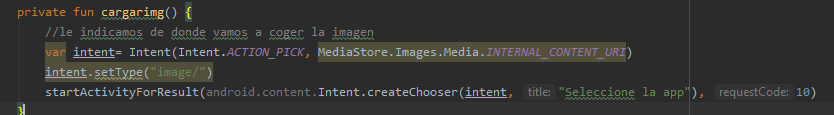 private fun cargarimg() {
//le indicamos de donde vamos a coger la imagen
var intent= Intent(Intent.ACTION_PICK, MediaStore.Images.Media.INTERNAL_CONTENT_URI)
intent.setType("image/")
startActivityForResult(android.content.Intent.createChooser(intent, title: "Seleccione la app"), requestCode: 10)
}